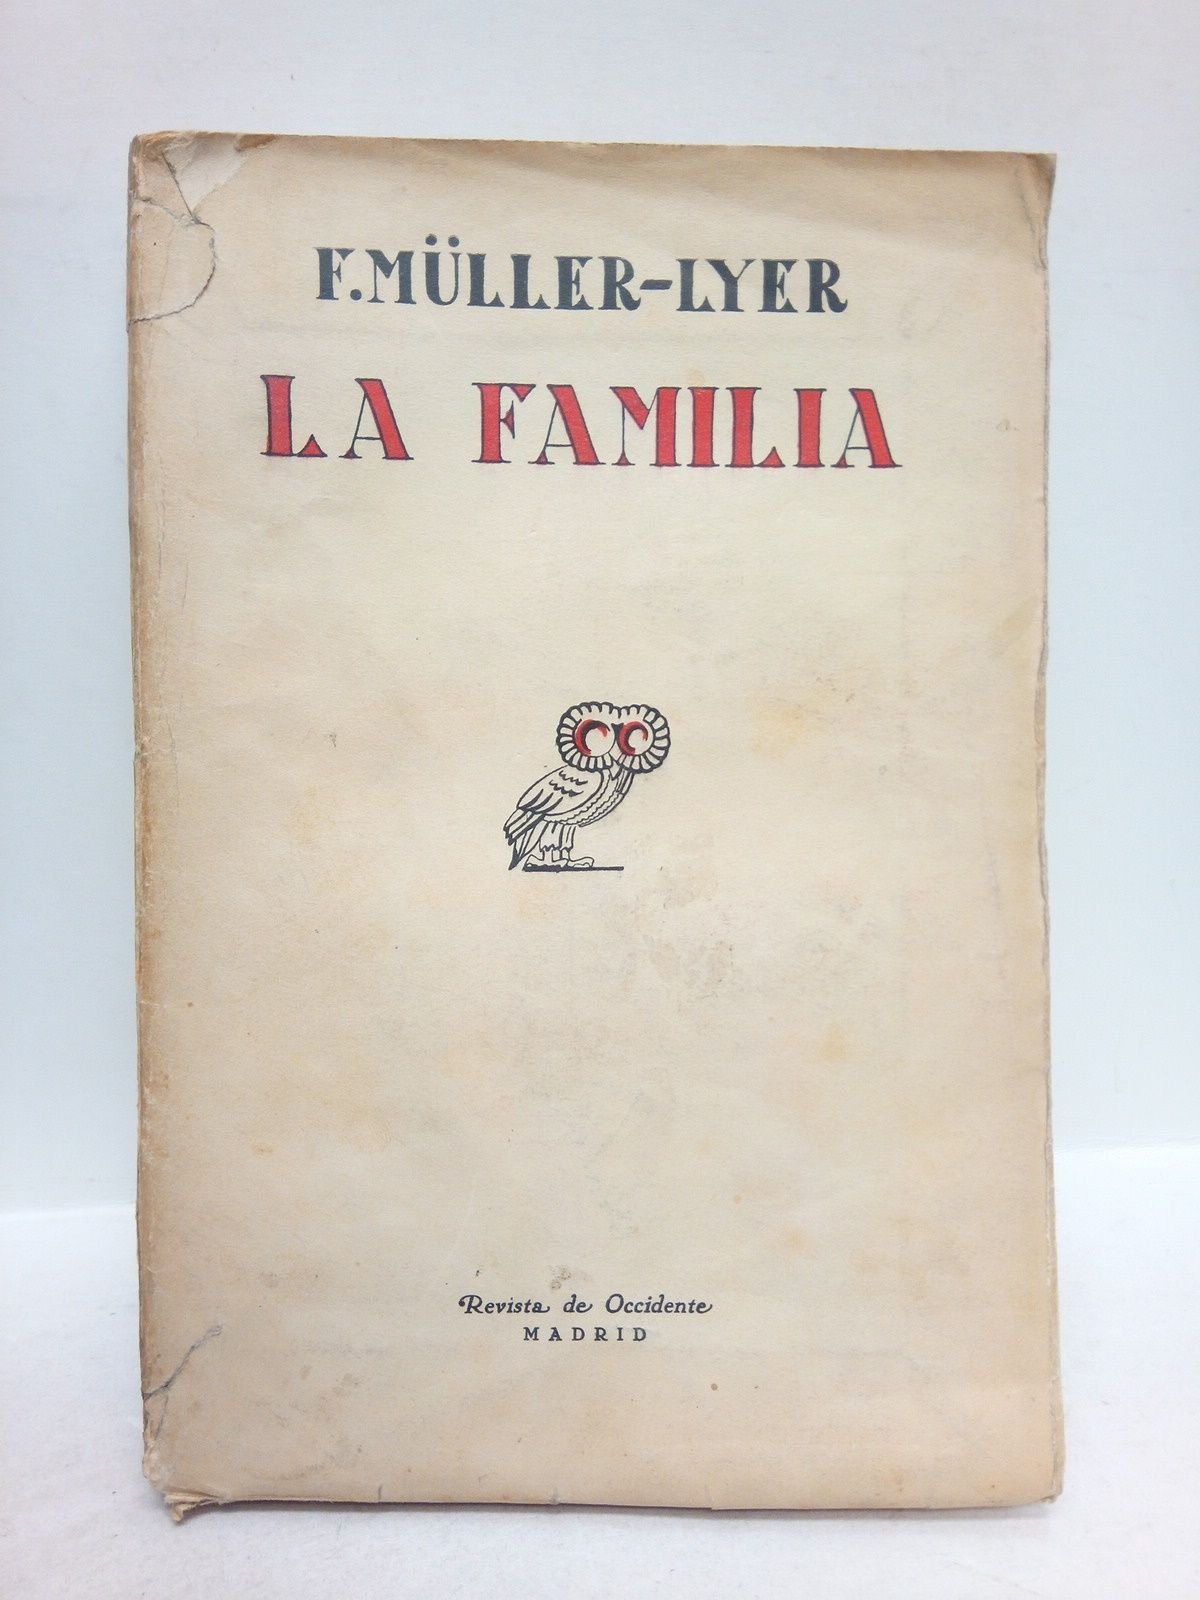 F. MÜLLER-LYER
LA FAMILIA
Revista de Occidente
MADRID